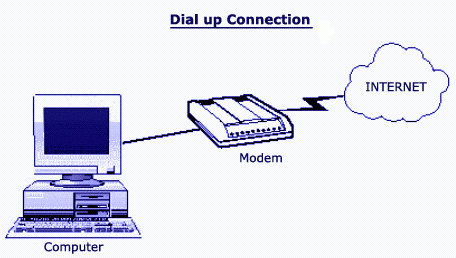 Dial up Connection
INTERNET
Modem
Computer